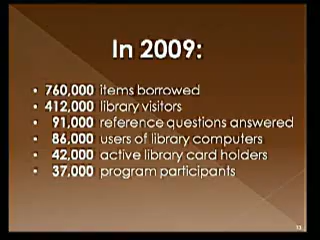 In 2009:
▪ 760,000 items borrowed
▪ 412,000 library visitors
▪ 91,000 reference questions answered
▪ 86,000 users of library computers
▪ 42,000 active library card holders
▪ 37,000 program participants